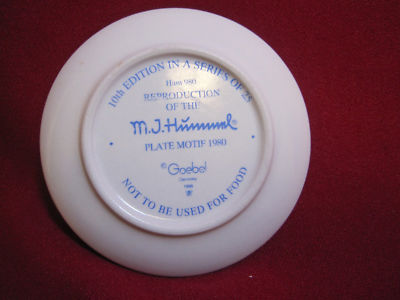 10th EDITION IN A SERIES OF 25
Hum 980
REPRODUCTION
OF THE
M.J.Hummel®
PLATE MOTIF 1980
© Goebel
Germany
NOT TO BE USED FOR FOOD